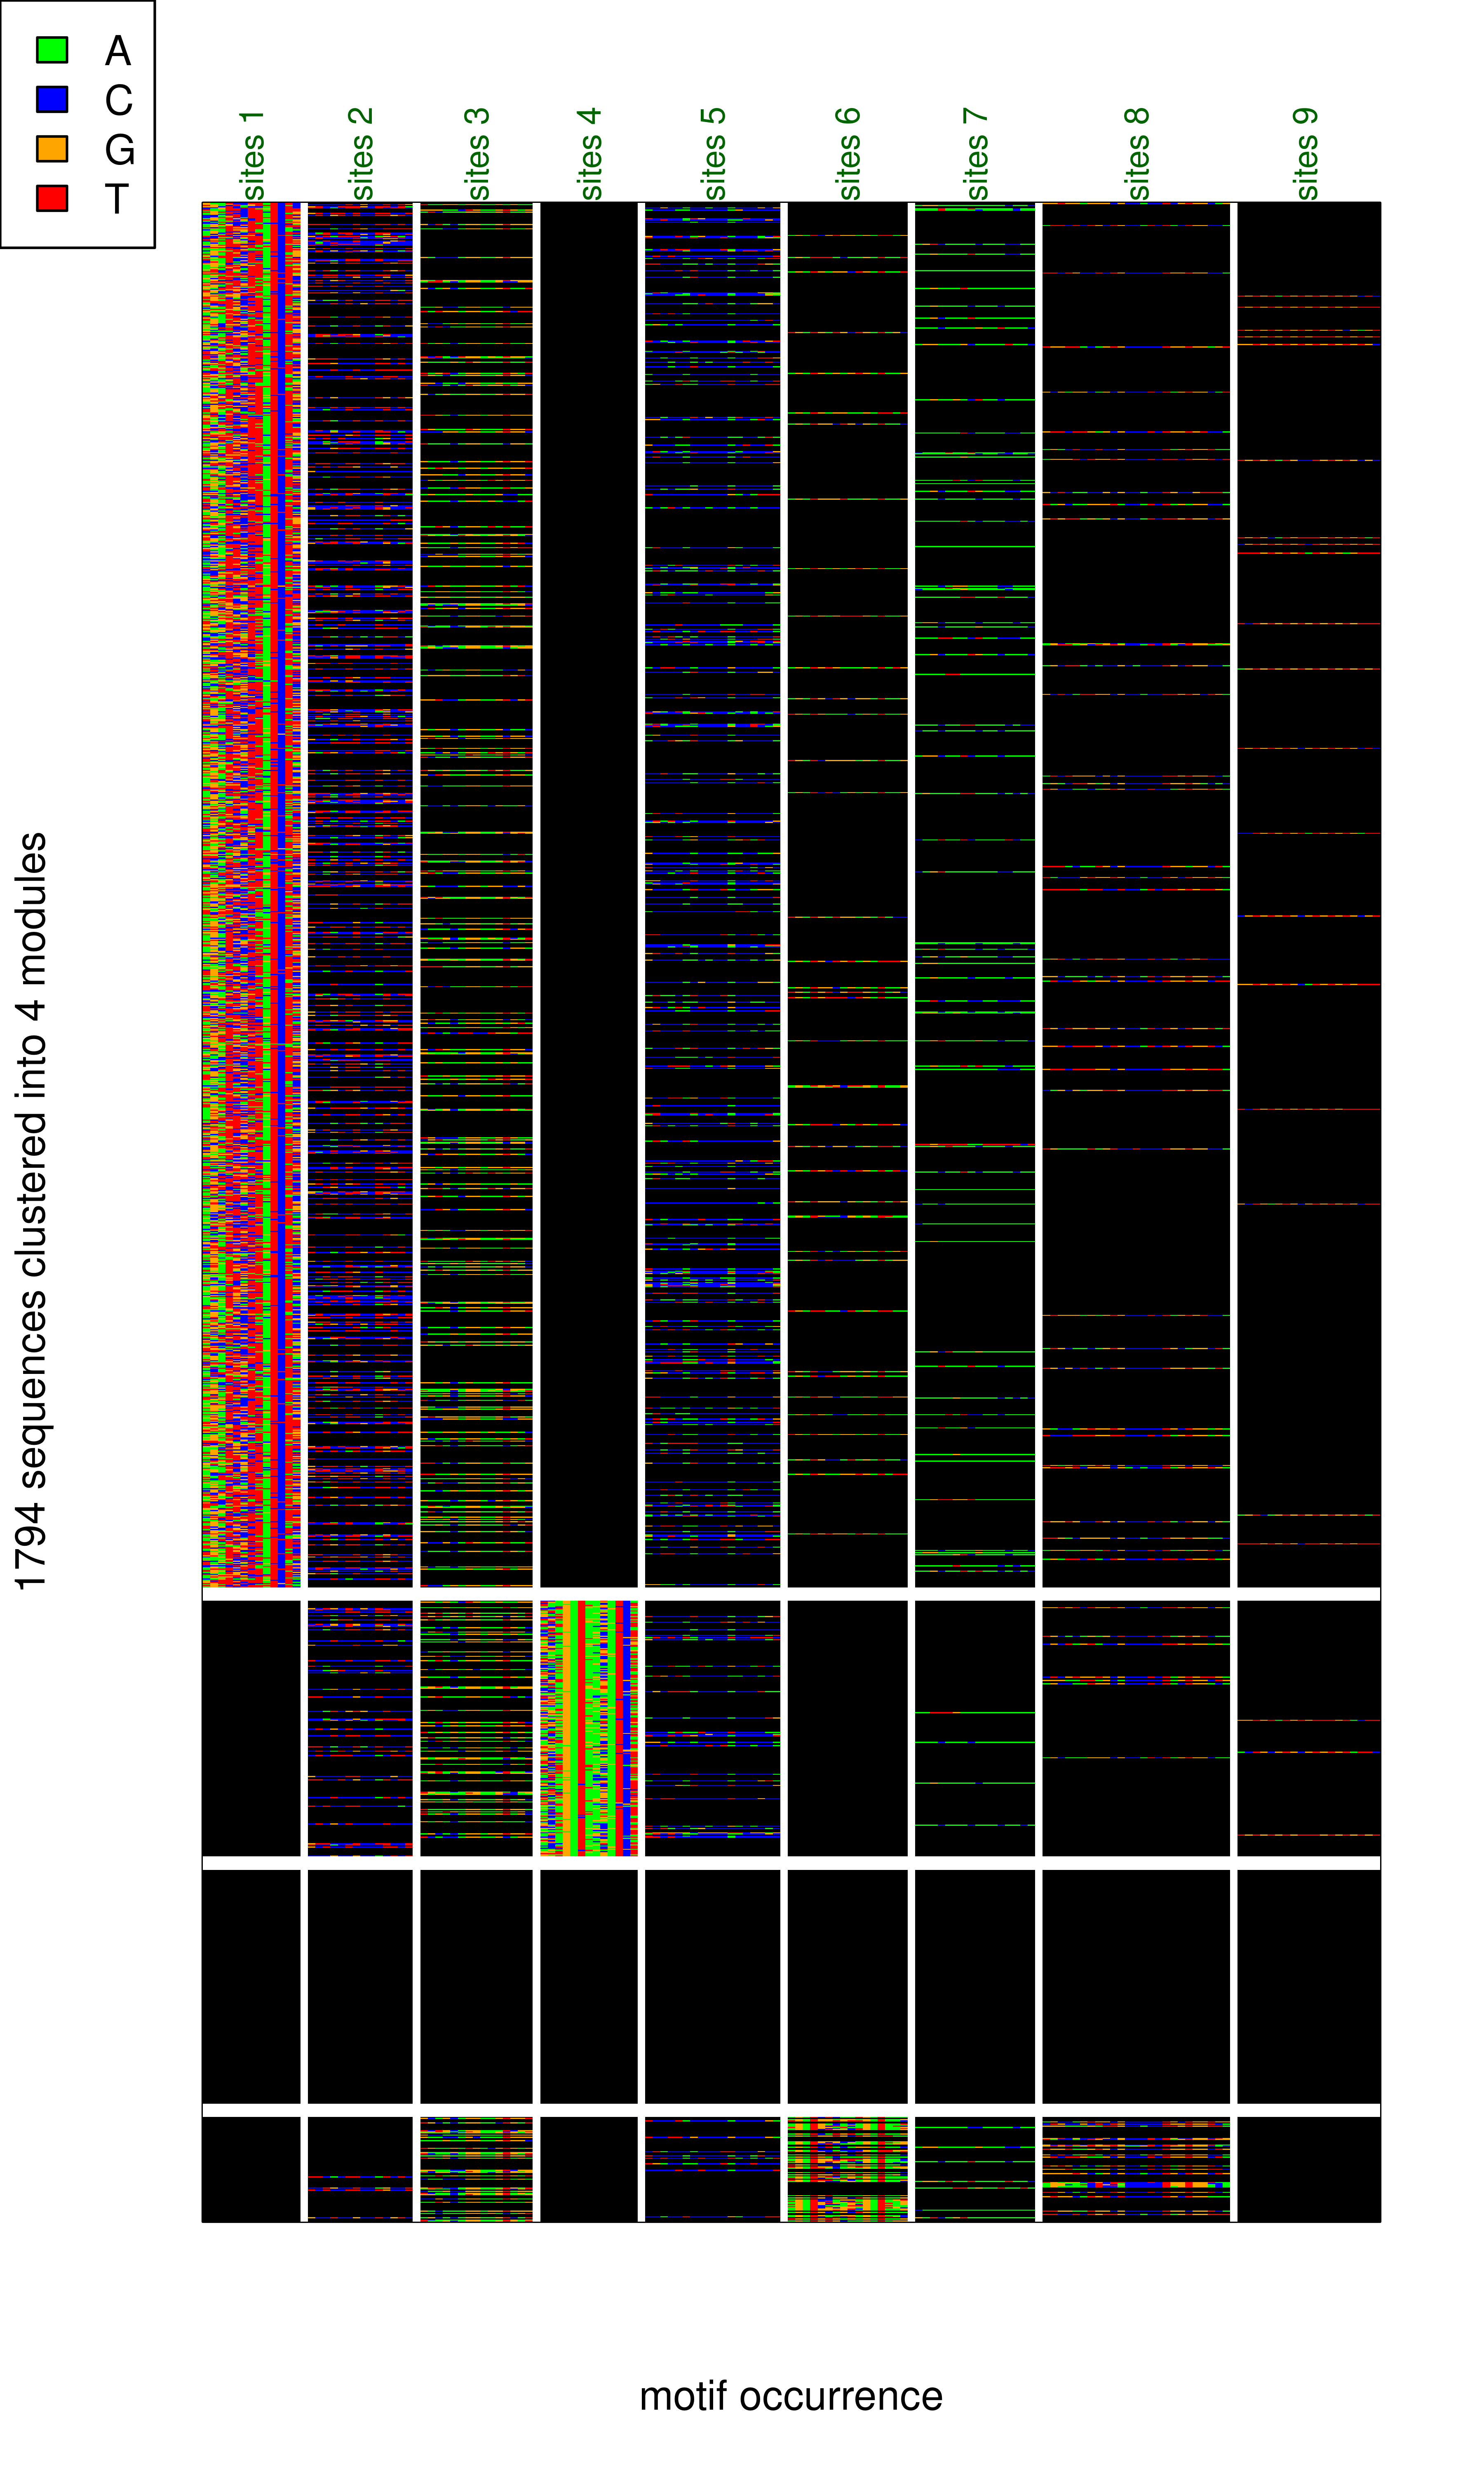 A
C
G
T
sites 1
sites 2
sites 3
sites 4
sites 5
sites 6
sites 7
sites 8
sites 9
1794 sequences clustered into 4 modules
motif occurrence